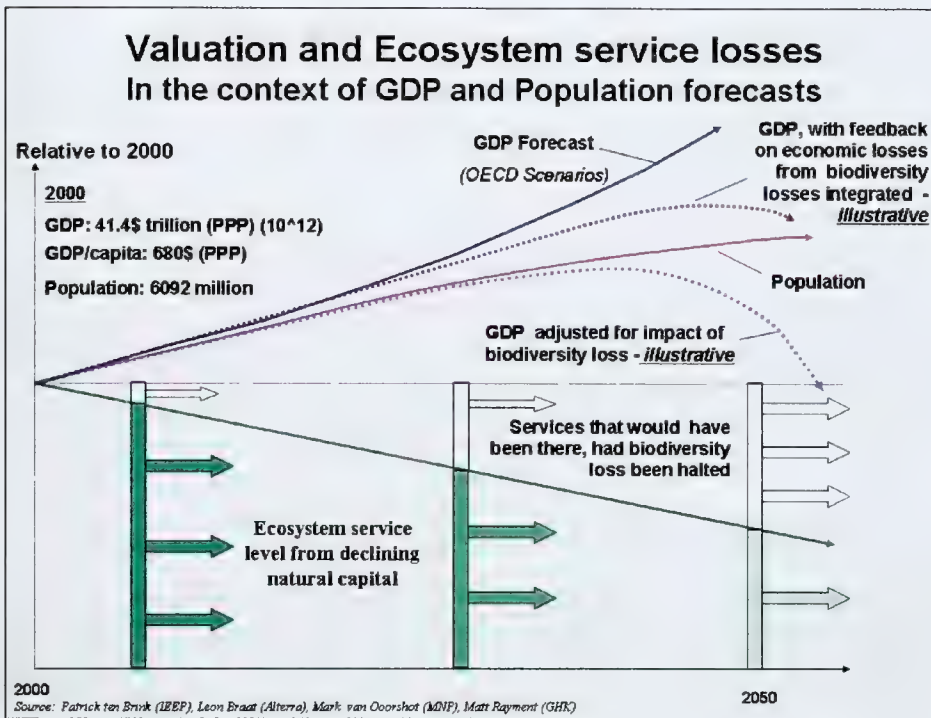 Valuation and Ecosystem service losses
In the context of GDP and Population forecasts
Relative to 2000
2000
GDP: 41.4$ trillion (PPP) (10^12)
GDP/capita: 680$ (PPP)
Population: 6092 million
GDP Forecast
(OECD Scenarios)
GDP, with feedback
on economic losses
from biodiversity
losses integrated -
illustrative
Population
GDP adjusted for impact of
biodiversity loss - illustrative
Services that would have
been there, had biodiversity
loss been halted
Ecosystem service
level from declining
natural capital
2000
2050
Source: Patrick ten Brink (IEEP), Leon Braat (Alterra), Mark van Ooorshot (MNP), Matt Rayment (GHK)